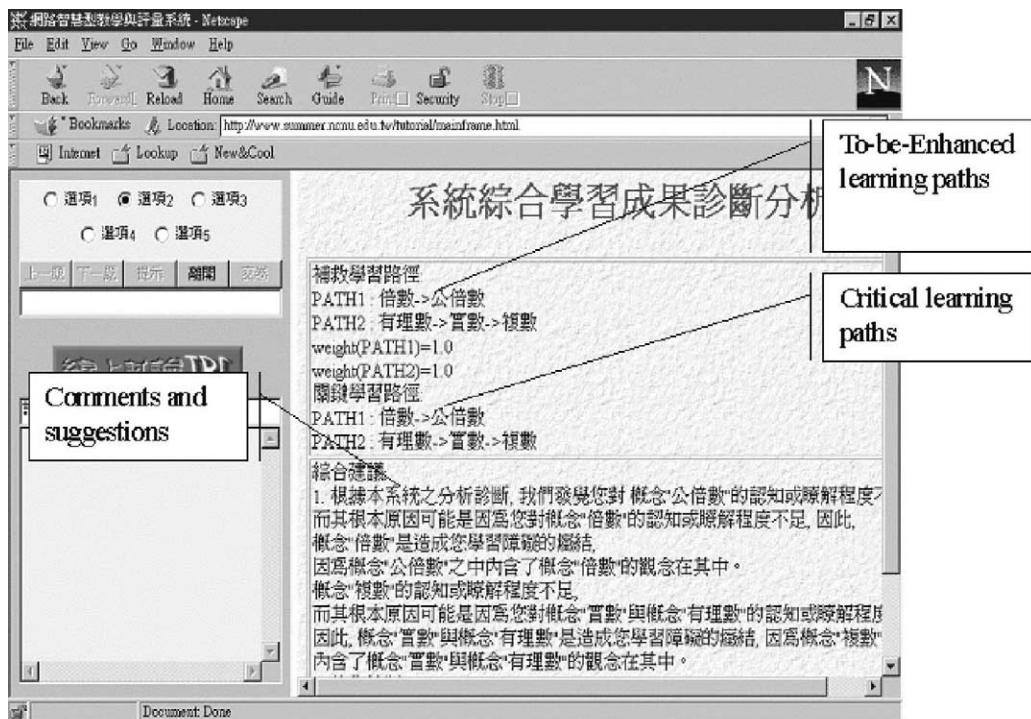 網路智慧型教學與評量系統 - Netscape
File Edit View Go Window Help
Back Forward Reload Home Search Guide Print Security Stop
N
Bookmarks Location: http://www.summer.ncnu.edu.tw/tutorial/mainframe.html
Internet Lookup New&Cool
To-be-Enhanced
learning paths
Critical learning
paths
選項1 選項2 選項3
選項4 選項5
上一題 下一段 提示 離開 交卷
Comments and
suggestions
系統綜合學習成果診斷分析
補救學習路徑
PATH1 : 倍數->公倍數
PATH2 : 有理數->實數->複數
weight(PATH1)=1.0
weight(PATH2)=1.0
關鍵學習路徑
PATH1 : 倍數->公倍數
PATH2 : 有理數->實數->複數
綜合建議
1. 根據本系統之分析診斷, 我們發覺您對 概念"公倍數"的認知或瞭解程度不
而其根本原因可能是因為您對概念"倍數"的認知或瞭解程度不足, 因此,
概念"倍數"是造成您學習障礙的癥結,
因為概念"公倍數"之中內含了概念"倍數"的觀念在其中。
概念"複數"的認知或瞭解程度不足,
而其根本原因可能是因為您對概念"實數"與概念"有理數"的認知或瞭解程度
因此, 概念"實數"與概念"有理數"是造成您學習障礙的癥結, 因為概念"複數"
內含了概念"實數"與概念"有理數"的觀念在其中。
Document: Done